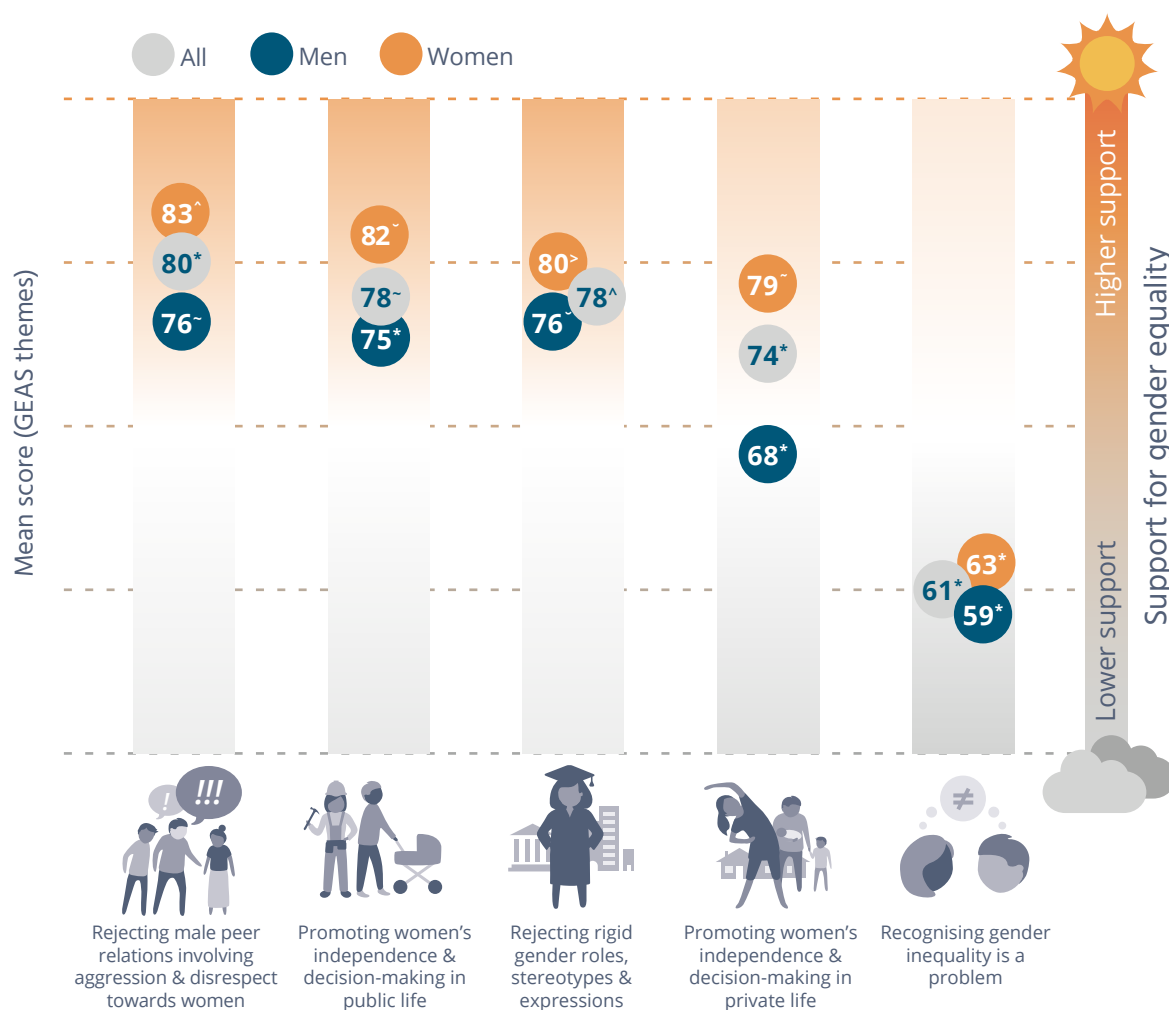 All
Men
Women
Mean score (GEAS themes)
83^
80*
76~
82˘
78~
75*
80>
78^
76˘
79~
74*
68*
63*
61*
59*
Higher support
Lower support
Support for gender equality
!
!!!
≠
Rejecting male peer
relations involving
aggression & disrespect
towards women
Promoting women's
independence &
decision-making in
public life
Rejecting rigid
gender roles,
stereotypes &
expressions
Promoting women's
independence &
decision-making in
private life
Recognising gender
inequality is a
problem